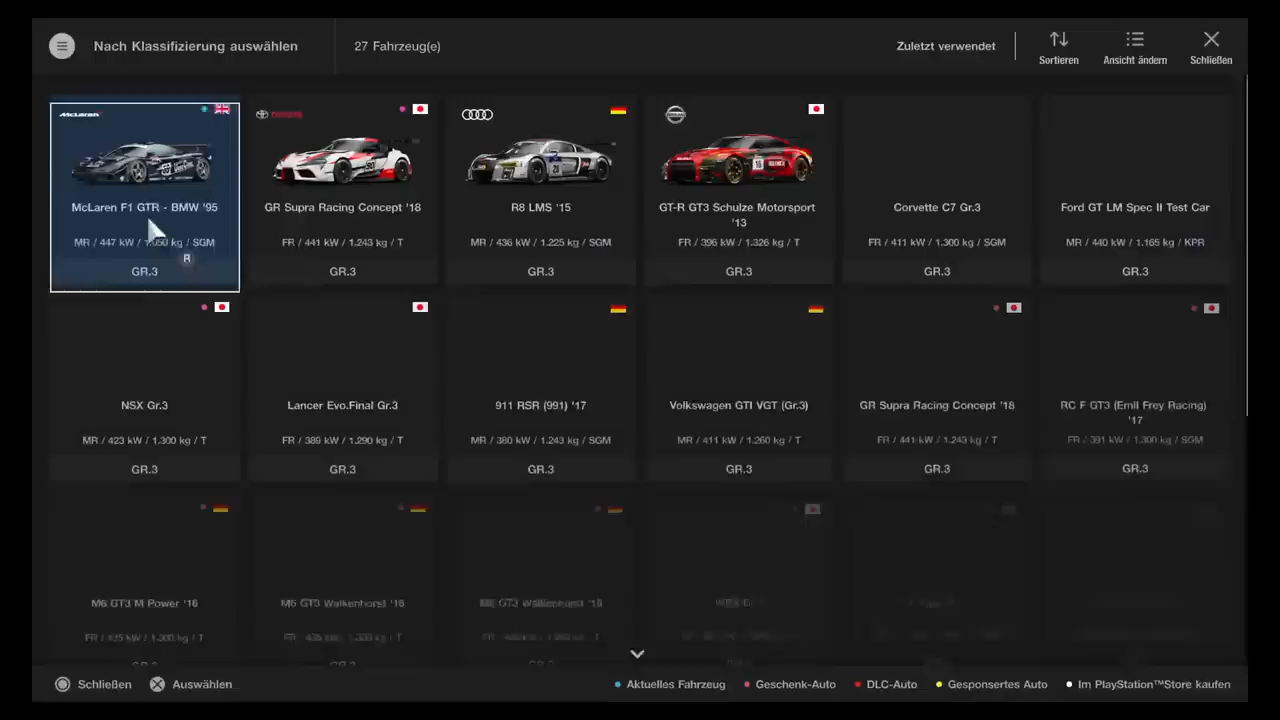 Nach Klassifizierung auswählen
27 Fahrzeug(e)
Zuletzt verwendet
Sortieren
Ansicht ändern
Schließen
McLaren
TOYOTA
NISSAN
McLaren F1 GTR - BMW '95
MR / 447 kW / 1.050 kg / SGM
R
GR.3
GR Supra Racing Concept '18
FR / 441 kW / 1.243 kg / T
GR.3
R8 LMS '15
MR / 436 kW / 1.225 kg / SGM
GR.3
GT-R GT3 Schulze Motorsport
'13
FR / 396 kW / 1.326 kg / T
GR.3
Corvette C7 Gr.3
FR / 411 kW / 1.300 kg / SGM
GR.3
Ford GT LM Spec II Test Car
MR / 440 kW / 1.165 kg / KPR
GR.3
NSX Gr.3
MR / 423 kW / 1.300 kg / T
GR.3
Lancer Evo.Final Gr.3
FR / 389 kW / 1.290 kg / T
GR.3
911 RSR (991) '17
MR / 380 kW / 1.243 kg / SGM
GR.3
Volkswagen GTI VGT (Gr.3)
MR / 411 kW / 1.260 kg / T
GR.3
GR Supra Racing Concept '18
FR / 441 kW / 1.243 kg / T
GR.3
RC F GT3 (Emil Frey Racing)
'17
FR / 391 kW / 1.300 kg / SGM
GR.3
M6 GT3 M Power '16
M6 GT3 Walkenhorst '16
M6 GT3 Walkenhorst '16
Schließen
Auswählen
Aktuelles Fahrzeug
Geschenk-Auto
DLC-Auto
Gesponsertes Auto
Im PlayStation™Store kaufen